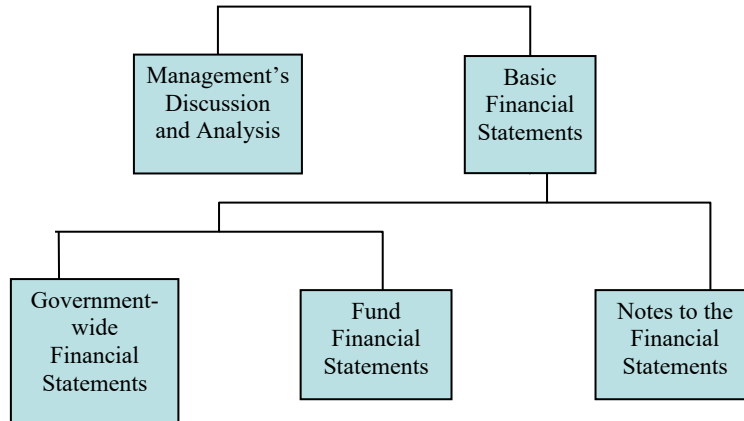 Management’s
Discussion
and Analysis
Basic
Financial
Statements
Government-
wide
Financial
Statements
Fund
Financial
Statements
Notes to the
Financial
Statements